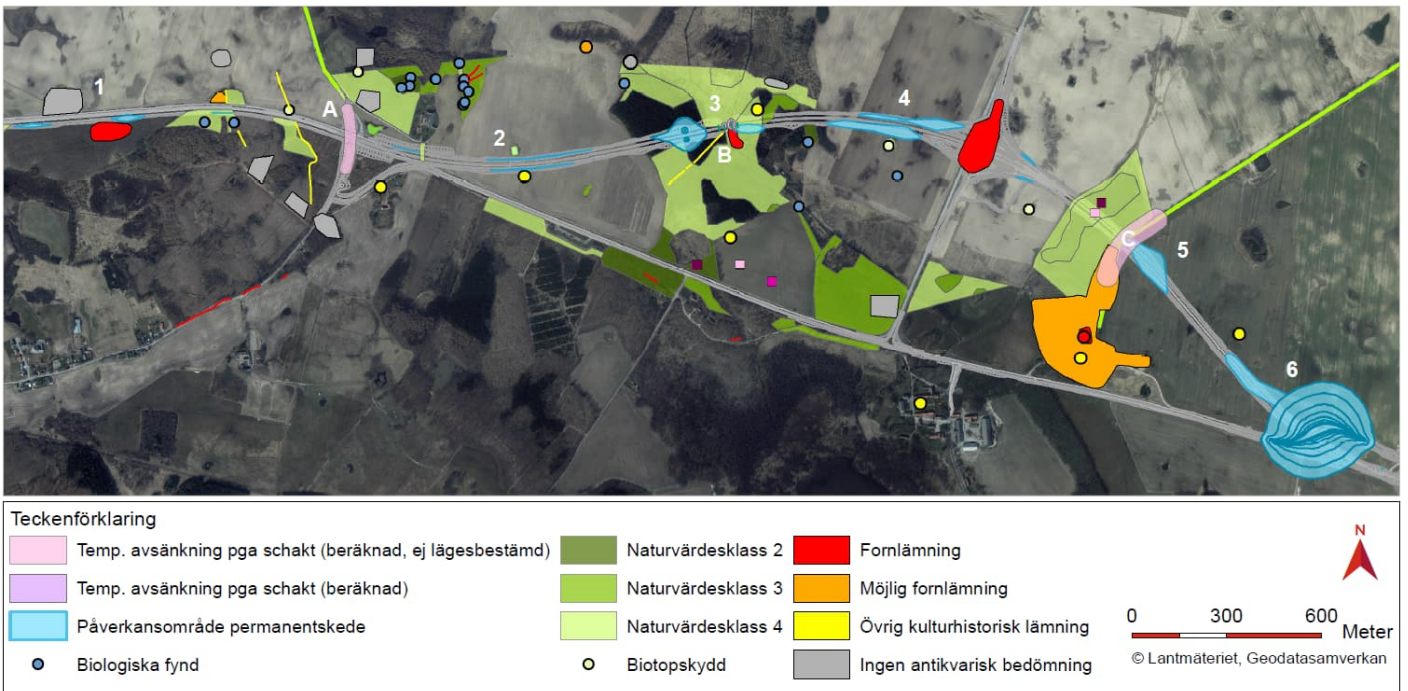 1
A
2
3
B
4
C
5
6
Teckenförklaring
Temp. avsänkning pga schakt (beräknad, ej lägesbestämd)
Temp. avsänkning pga schakt (beräknad)
Påverkansområde permanentskede
Biologiska fynd
Naturvärdesklass 2
Naturvärdesklass 3
Naturvärdesklass 4
Biotopskydd
Fornlämning
Möjlig fornlämning
Övrig kulturhistorisk lämning
Ingen antikvarisk bedömning
N
0 300 600 Meter
© Lantmäteriet, Geodatasamverkan